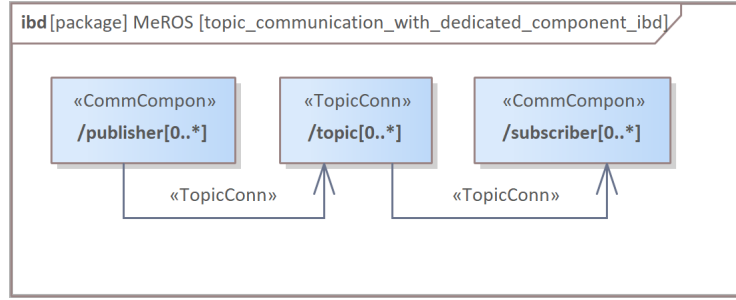 ibd [package] MeROS [topic_communication_with_dedicated_component_ibd]
«CommCompon» «TopicConn» «CommCompon»
/publisher[0..*] /topic[0..*] /subscriber[0..*]
«TopicConn» «TopicConn»